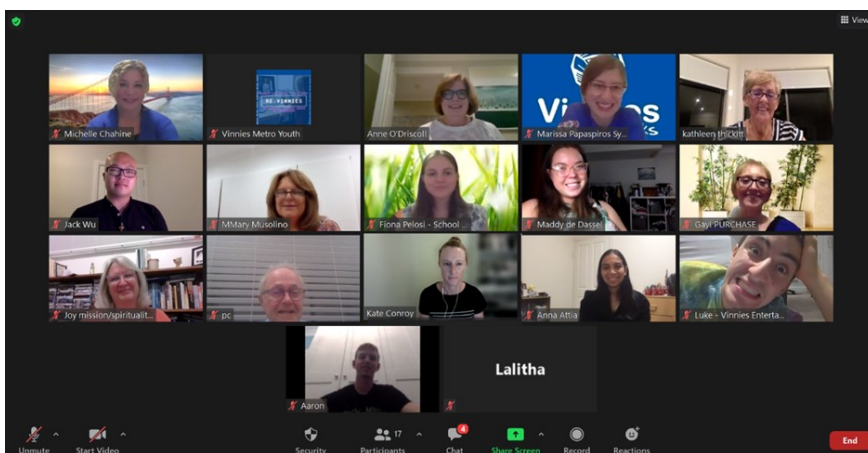 View
Michelle Chahine
RE.VINNIES
Vinnies Metro Youth
Anne O'Driscoll
Marissa Papaspiros Sy...
kathleen thickitt
Jack Wu
MMary Musolino
Fiona Pelosi - School ...
Maddy de Dassel
Gayi PURCHASE
Joy mission/spiritualit...
pc
Kate Conroy
Anna Attia
Luke - Vinnies Enterta...
Aaron
Lalitha
Unmute
Start Video
Security
Participants
17
Chat
4
Share Screen
Record
Reactions
End